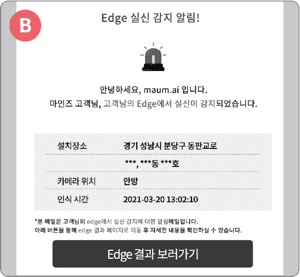 B
Edge 실신 감지 알림!
안녕하세요, maum.ai 입니다.
마인즈 고객님, 고객님의 Edge에서 실신이 감지되었습니다.
설치장소 경기 성남시 분당구 동판교로
***, ***동 ***호
카메라 위치 안방
인식 시간 2021-03-20 13:02:10
*본 메일은 고객님의 edge에서 실신 감지에 대한 알람메일입니다.
아래 버튼을 통해 edge 결과 페이지로 이동 후 자세한 내용을 확인하실 수 있습니다.
Edge 결과 보러가기